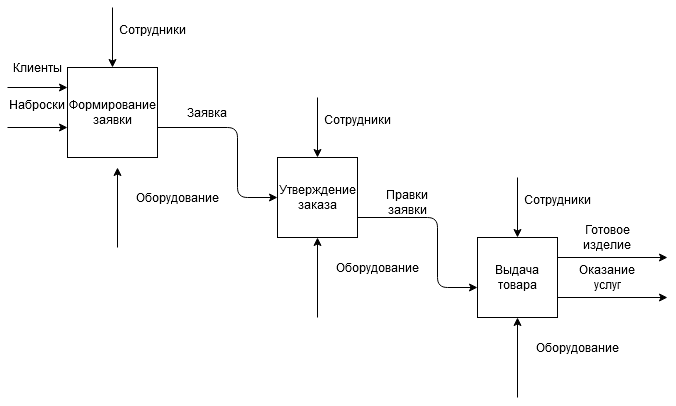 Сотрудники
Клиенты
Наброски
Формирование
заявки
Заявка
Оборудование
Сотрудники
Утверждение
заказа
Правки
заявки
Оборудование
Сотрудники
Готовое
изделие
Выдача
товара
Оказание
услуг
Оборудование